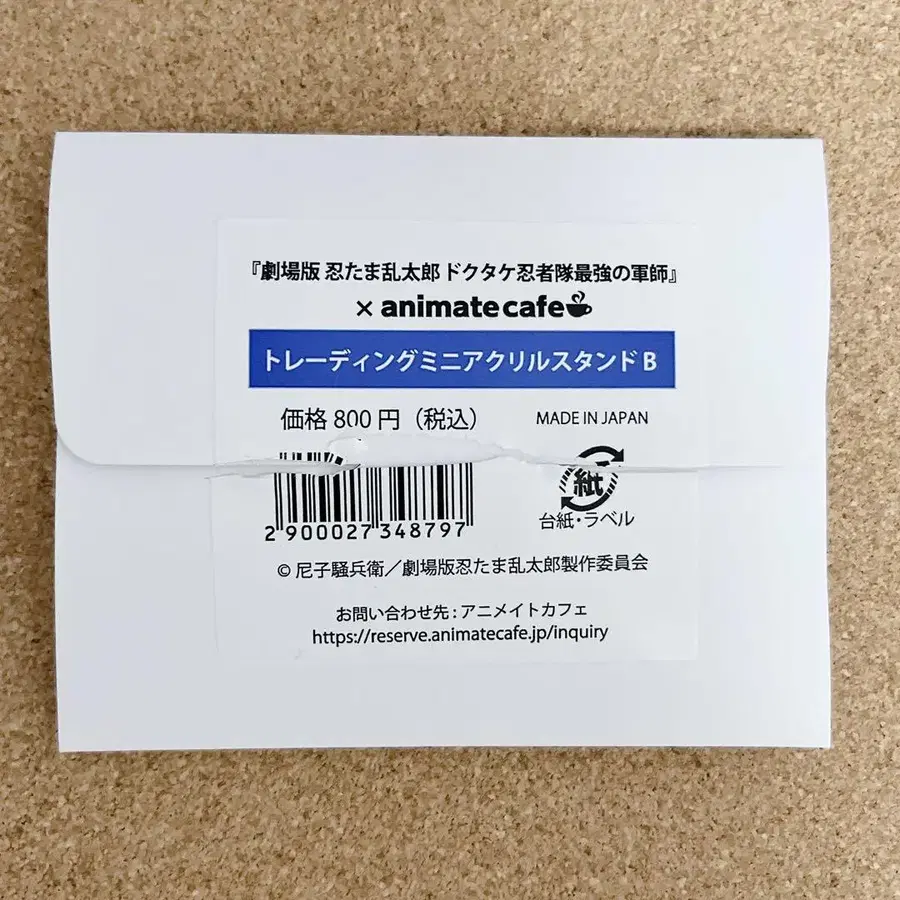 『劇場版 忍たま乱太郎 ドクタケ忍者隊最強の軍師』
× animatecafe
トレーディングミニアクリルスタンド B
価格 800 円（税込）
MADE IN JAPAN
紙
台紙・ラベル
2 900027 348797
© 尼子騒兵衛／劇場版忍たま乱太郎製作委員会
お問い合わせ先 : アニメイトカフェ
https://reserve.animatecafe.jp/inquiry